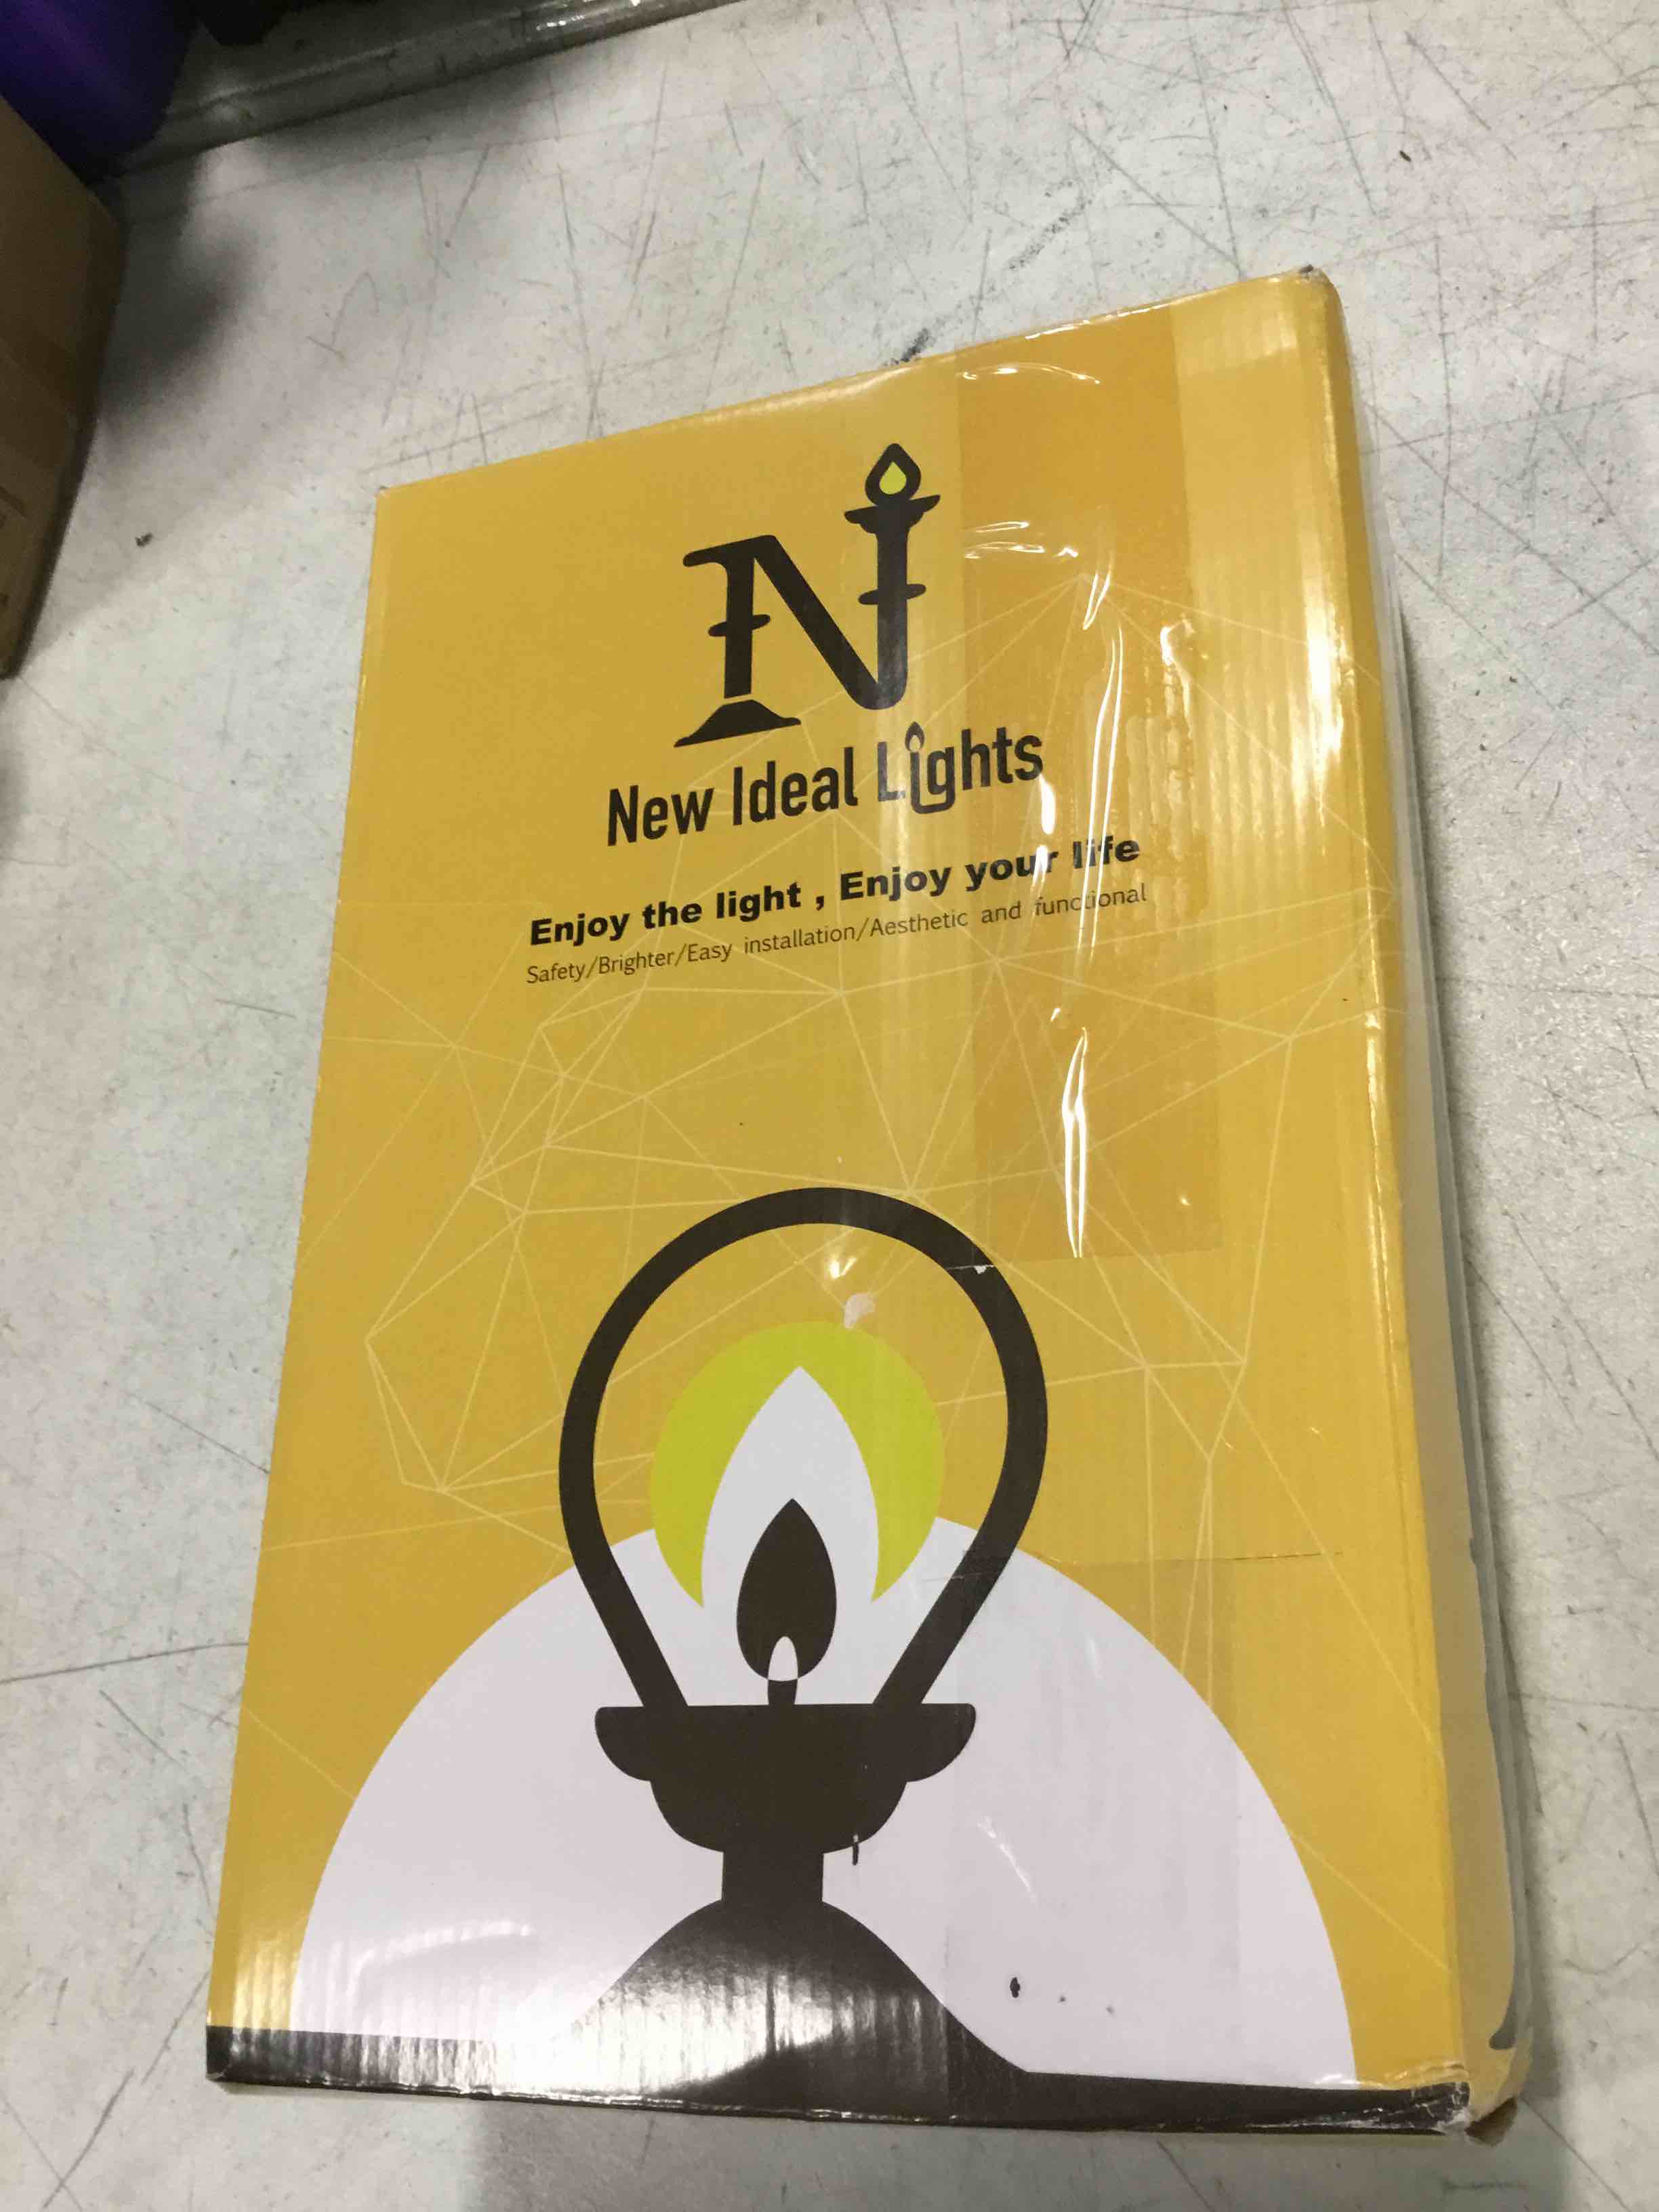 N
New Ideal Lights
Enjoy the light , Enjoy your life
Safety/Brighter/Easy installation/Aesthetic and functional